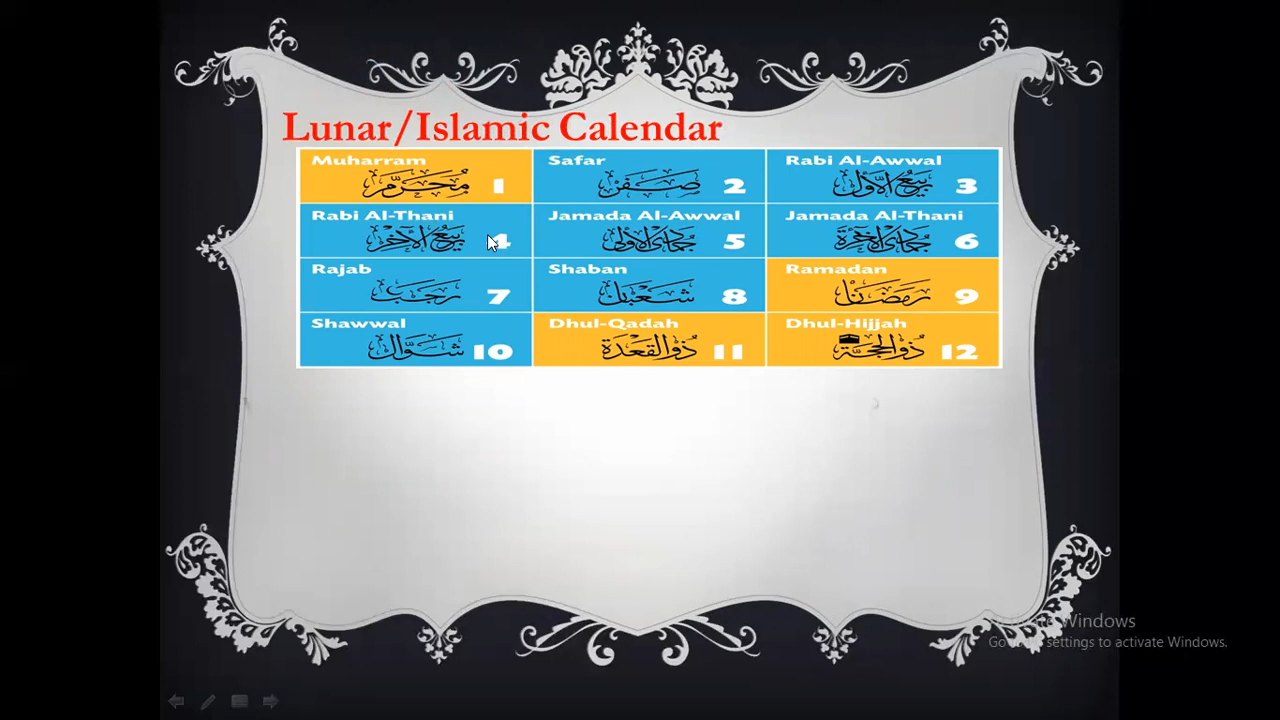 Lunar/Islamic Calendar
Muharram
مُحَرَّم 1
Safar
صَفَر 2
Rabi Al-Awwal
رَبِيعُ الأَوَّل 3
Rabi Al-Thani
رَبِيعُ الآخَر 4
Jamada Al-Awwal
جُمَادَى الأُولَى 5
Jamada Al-Thani
جُمَادَى الآخِرَة 6
Rajab
رَجَب 7
Shaban
شَعْبَان 8
Ramadan
رَمَضَان 9
Shawwal
شَوَّال 10
Dhul-Qadah
ذُو القَعْدَة 11
Dhul-Hijjah
ذُو الحِجَّة 12
Windows
settings to activate Windows.